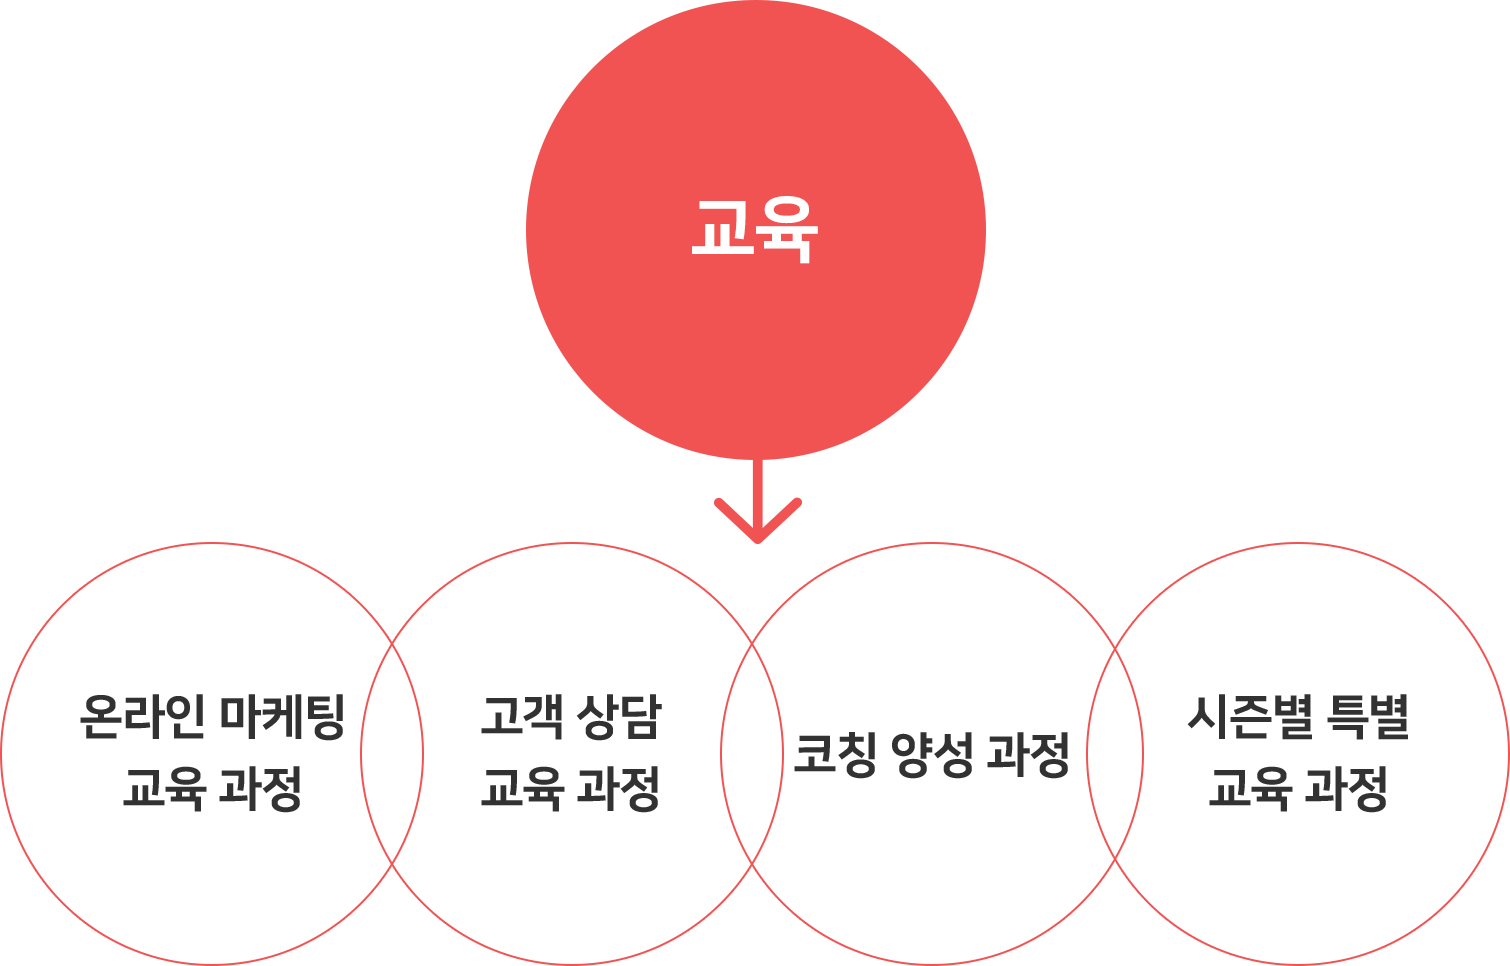 교육
온라인 마케팅
교육 과정
고객 상담
교육 과정
코칭 양성 과정
시즌별 특별
교육 과정